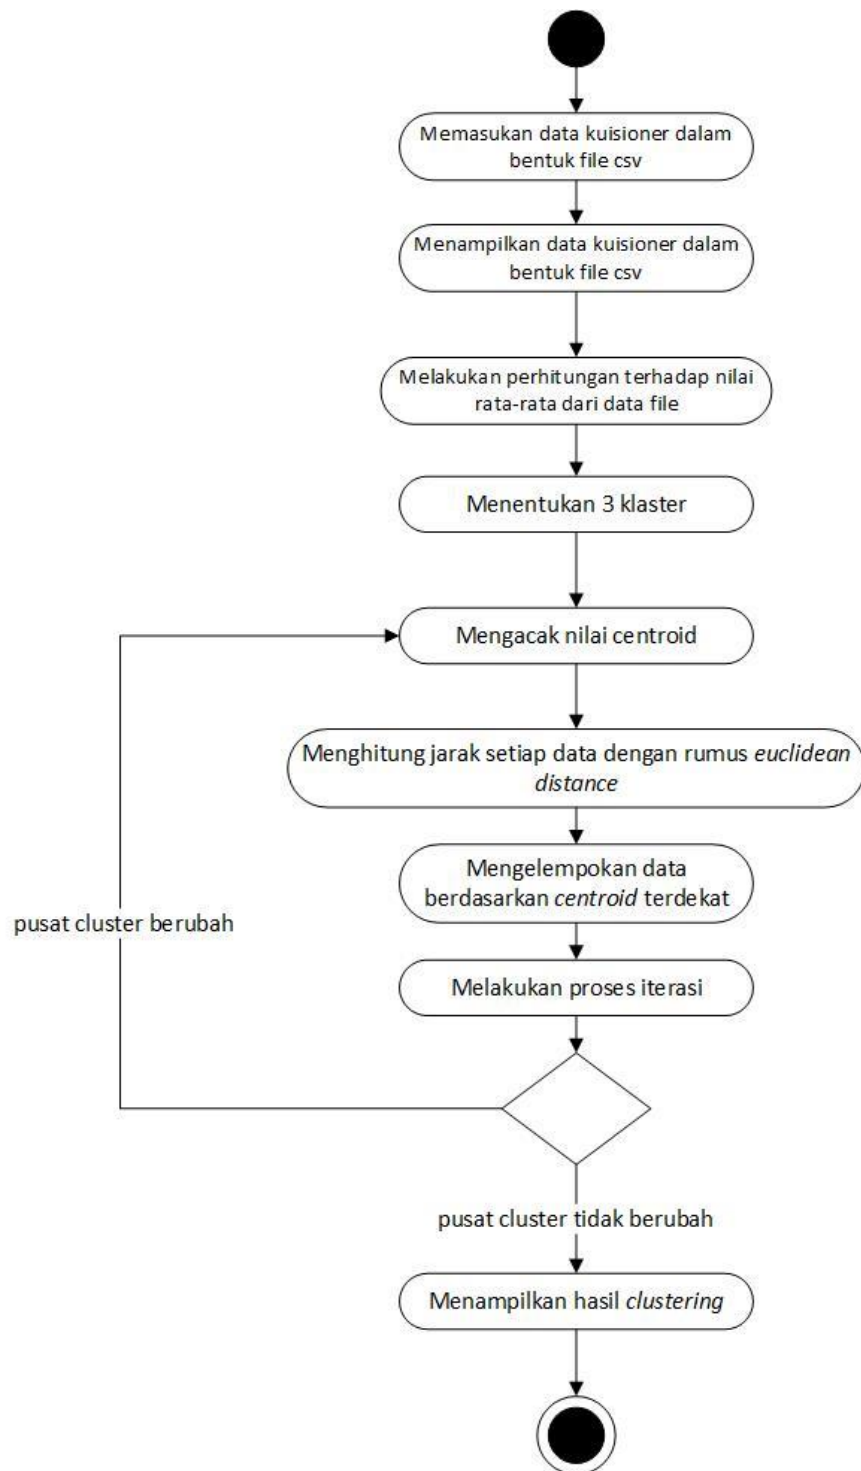 Memasukan data kuisioner dalam
bentuk file csv
Menampilkan data kuisioner dalam
bentuk file csv
Melakukan perhitungan terhadap nilai
rata-rata dari data file
Menentukan 3 klaster
Mengacak nilai centroid
Menghitung jarak setiap data dengan rumus euclidean
distance
Mengelempokan data
berdasarkan centroid terdekat
pusat cluster berubah
Melakukan proses iterasi
pusat cluster tidak berubah
Menampilkan hasil clustering